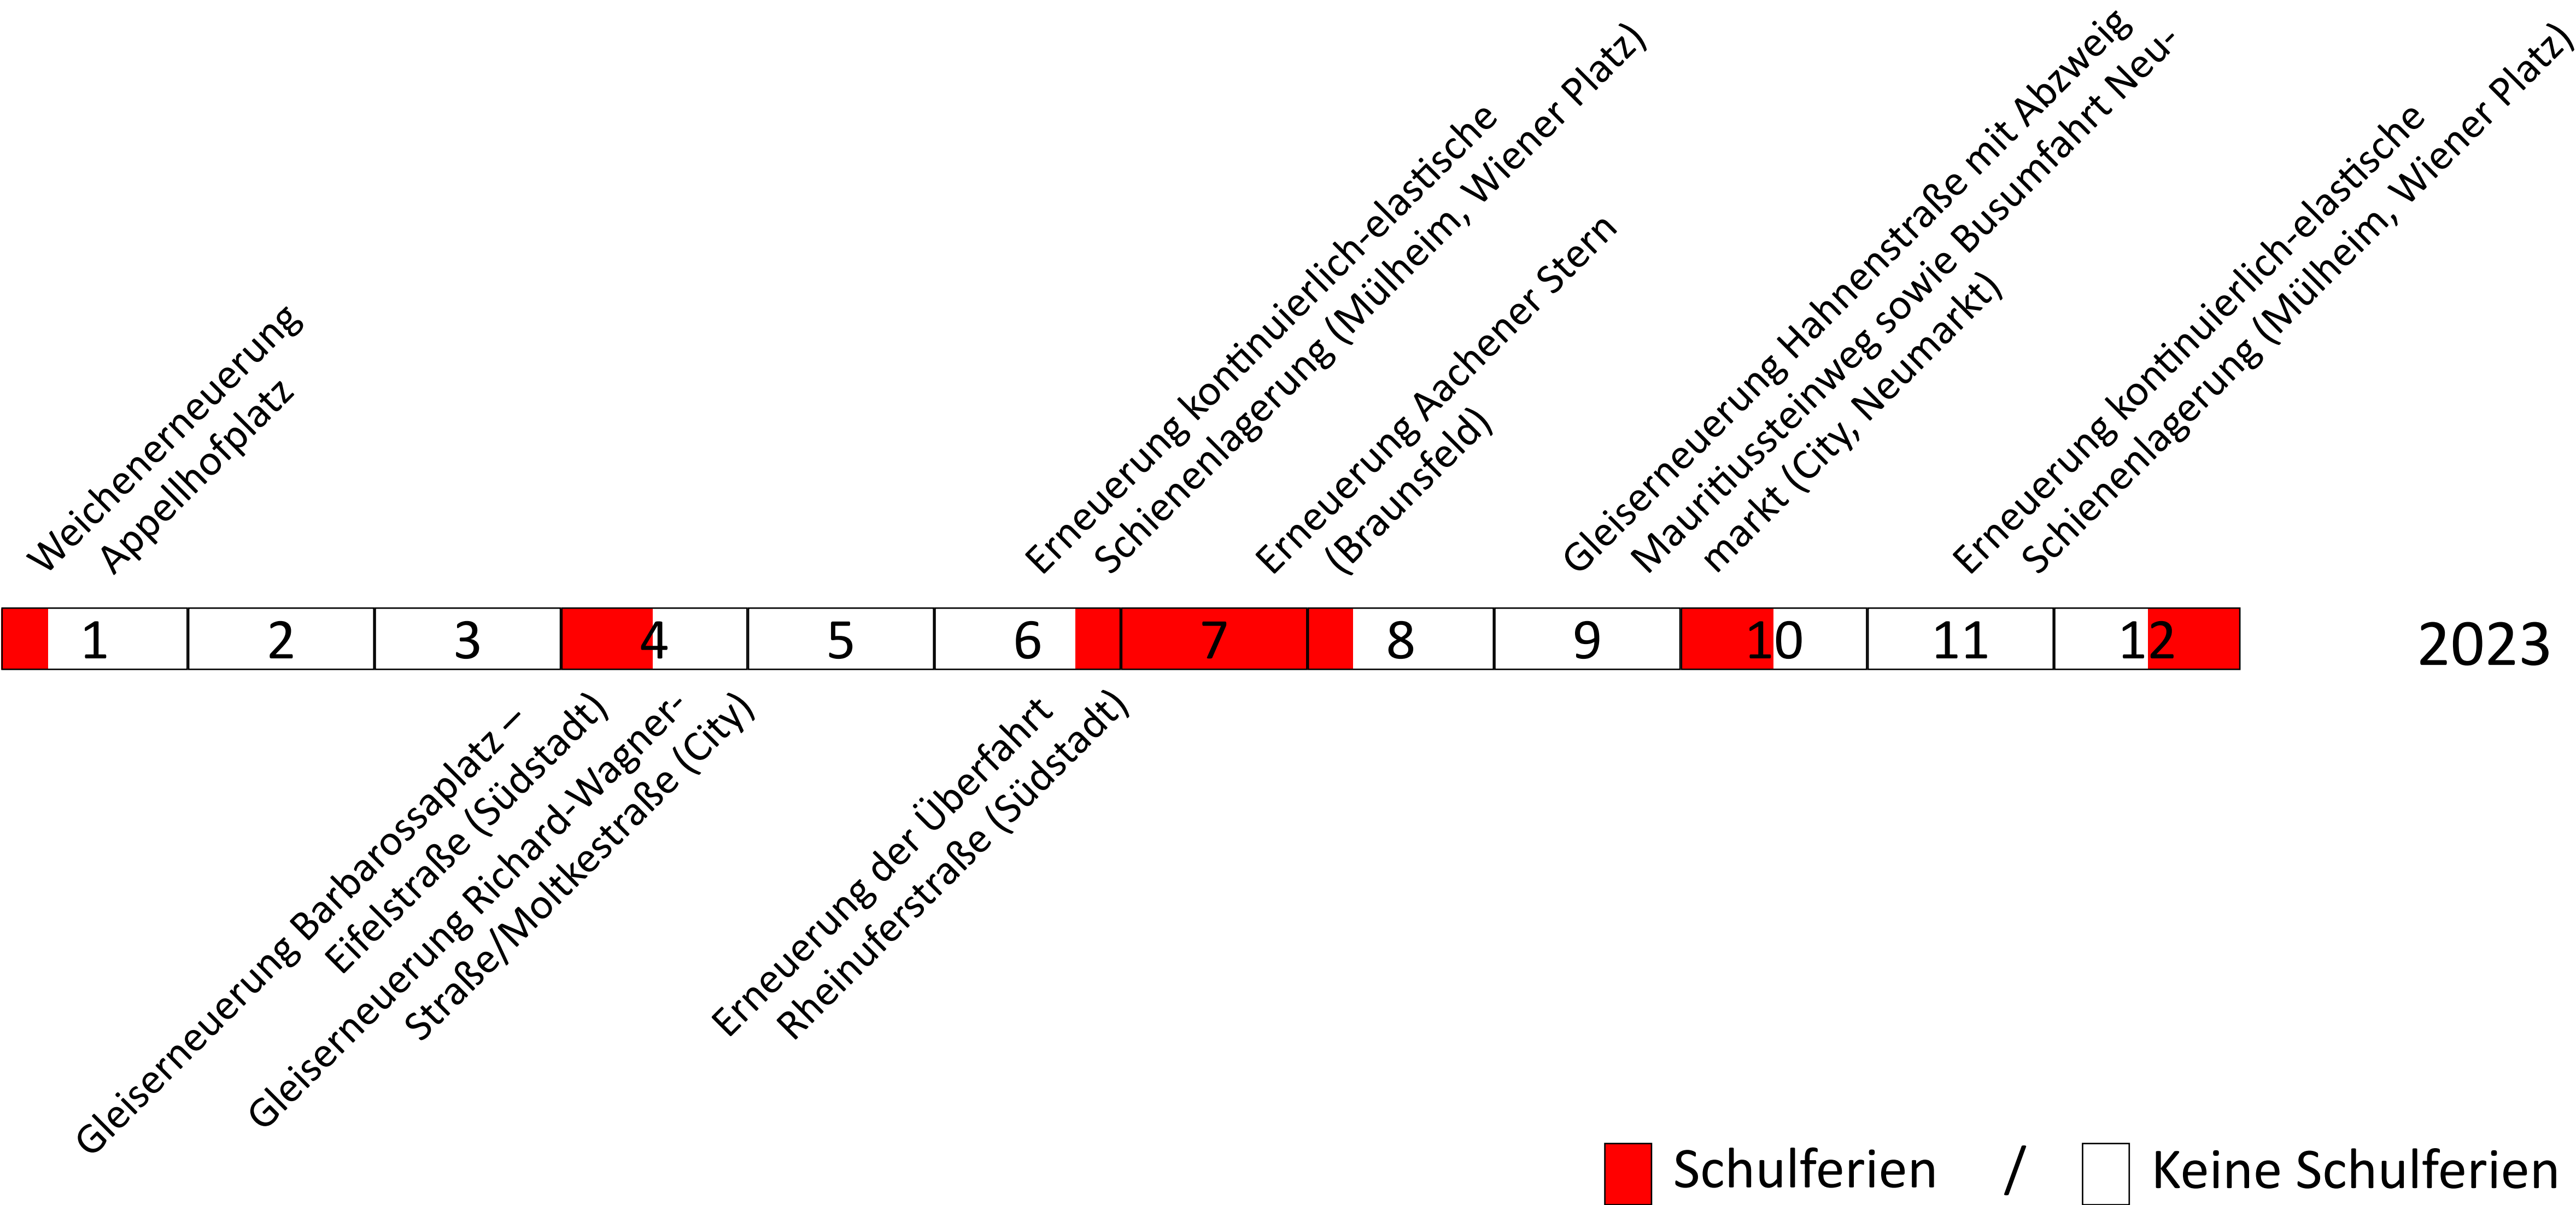 Weichenerneuerung
Appellhofplatz
Erneuerung kontinuierlich-elastische
Schienenlagerung (Mülheim, Wiener Platz)
Erneuerung Aachener Stern
(Braunsfeld)
Gleiserneuerung Hahnenstraße mit Abzweig
Mauritiussteinweg sowie Busumfahrt Neu-
markt (City, Neumarkt)
Erneuerung kontinuierlich-elastische
Schienenlagerung (Mülheim, Wiener Platz)
1 2 3 4 5 6 7 8 9 10 11 12 2023
Gleiserneuerung Barbarossaplatz –
Eifelstraße (Südstadt)
Gleiserneuerung Richard-Wagner-
Straße/Moltkestraße (City)
Erneuerung der Überfahrt
Rheinuferstraße (Südstadt)
Schulferien / Keine Schulferien